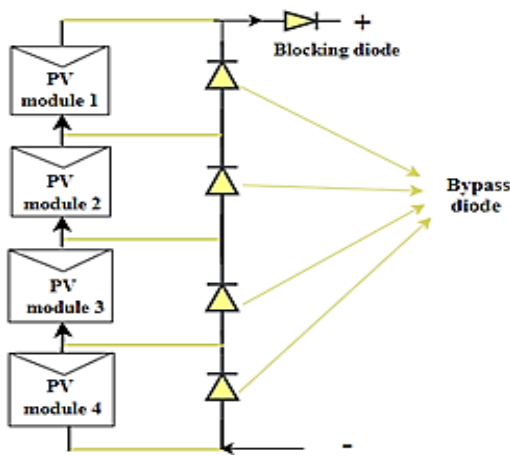 +
Blocking diode
PV
module 1
PV
module 2
Bypass
diode
PV
module 3
PV
module 4
-